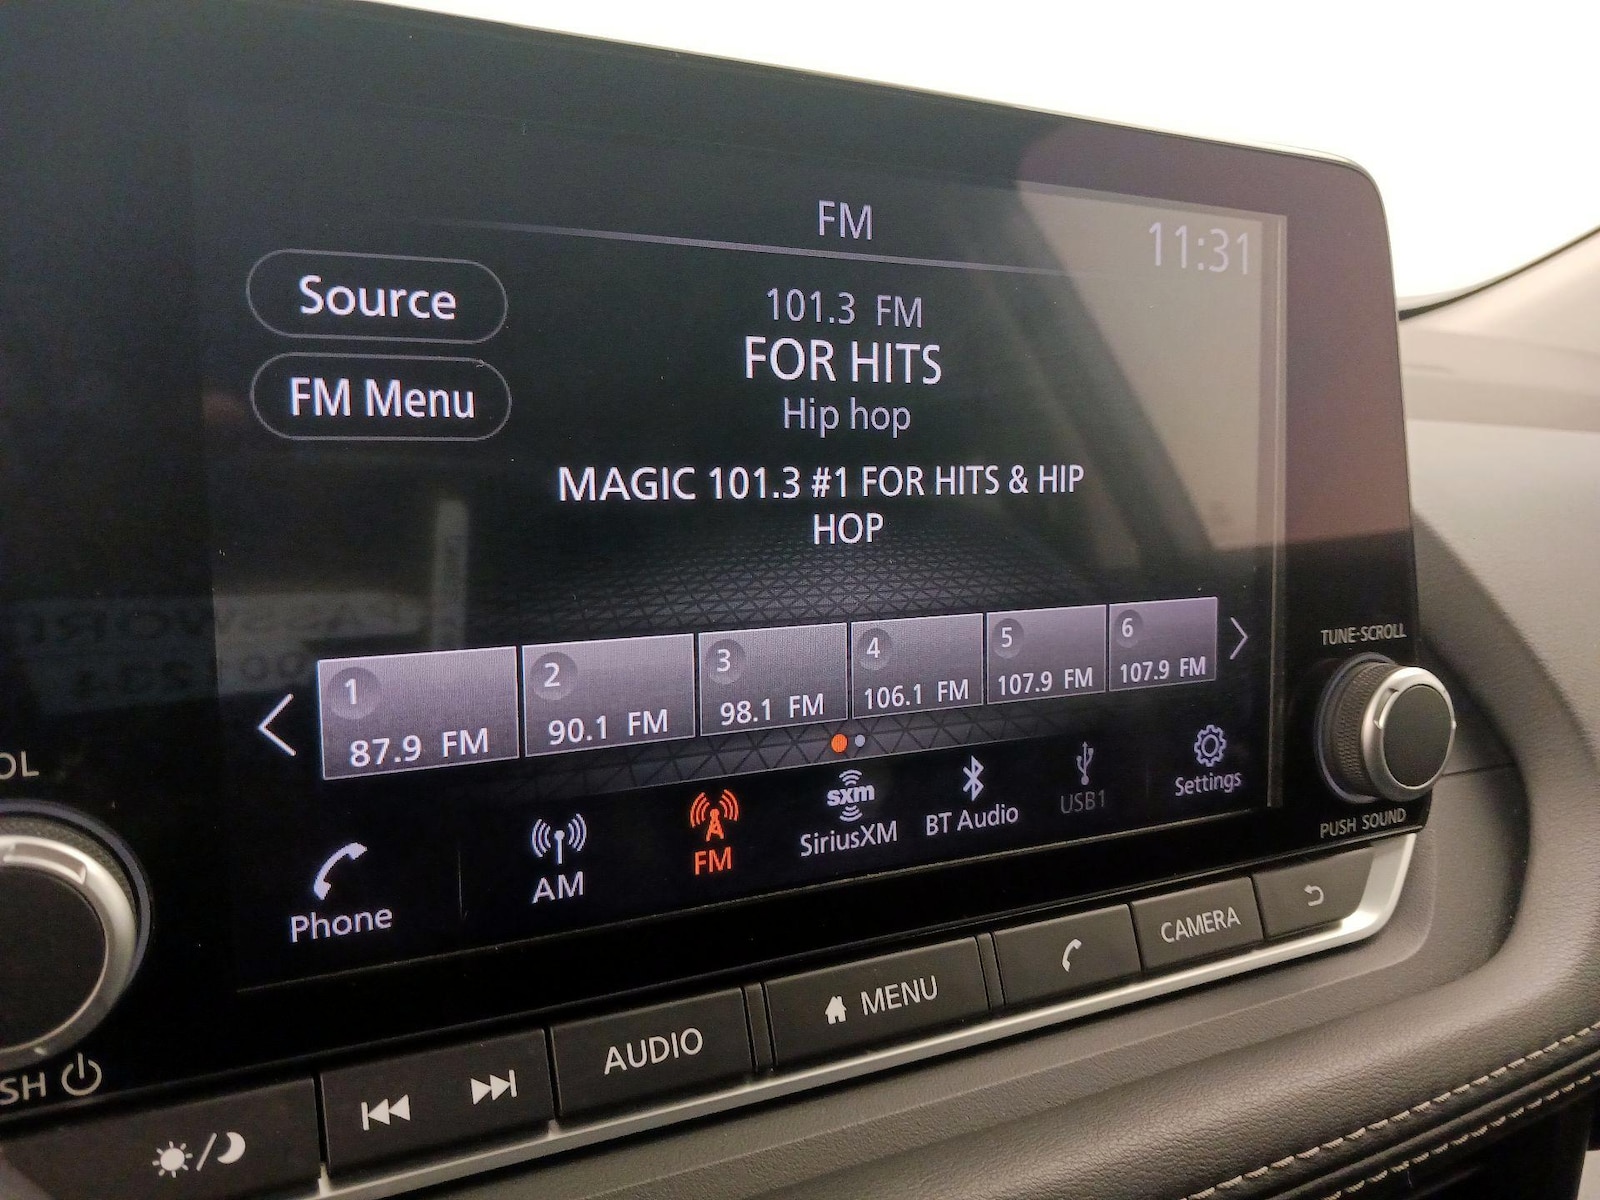 FM
11:31
Source
101.3 FM
FOR HITS
FM Menu
Hip hop
MAGIC 101.3 #1 FOR HITS & HIP
HOP
1
87.9 FM
2
90.1 FM
3
98.1 FM
4
106.1 FM
5
107.9 FM
6
107.9 FM
Phone
AM
FM
sxm
SiriusXM
BT Audio
USB1
Settings
TUNE-SCROLL
PUSH SOUND
OL
SH
AUDIO
MENU
CAMERA